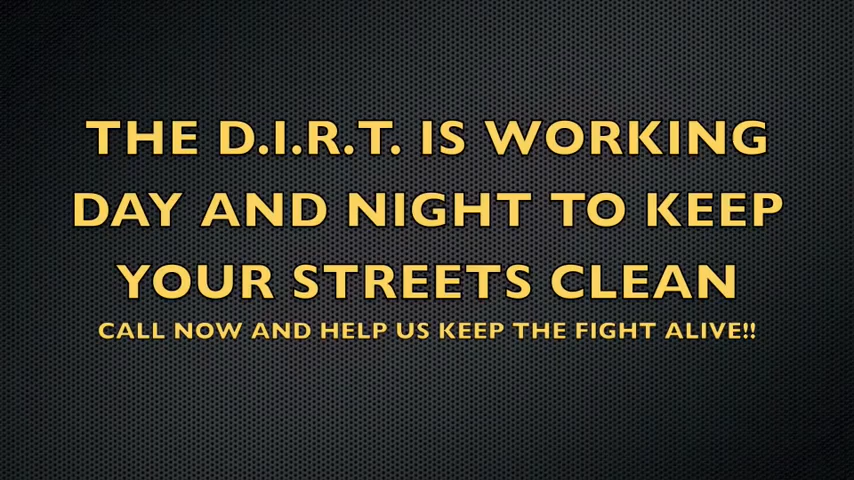 THE D.I.R.T. IS WORKING
DAY AND NIGHT TO KEEP
YOUR STREETS CLEAN
CALL NOW AND HELP US KEEP THE FIGHT ALIVE!!